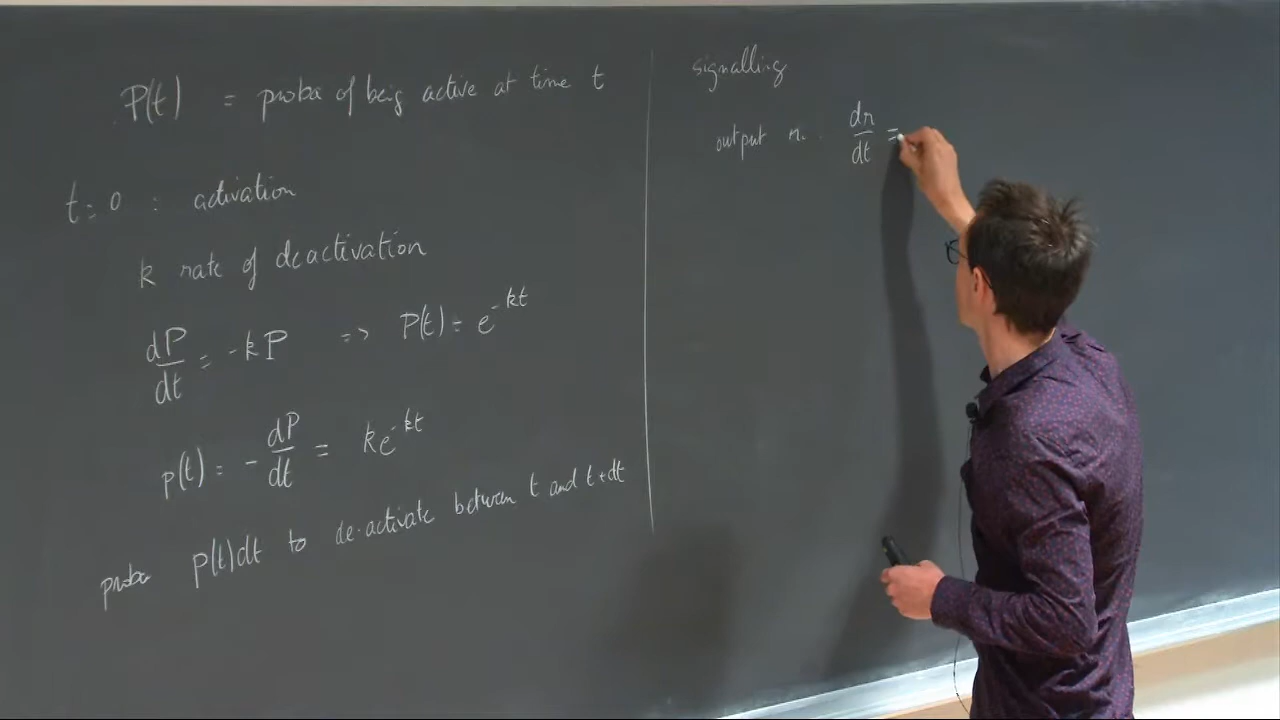 P(t) = proba of being active at time t
t=0 : activation
k rate of deactivation
dP/dt = -kP => P(t) = e^-kt
p(t) = - dP/dt = ke^-kt
proba p(t)dt to de-activate between t and t+dt
signalling
output n. dn/dt =